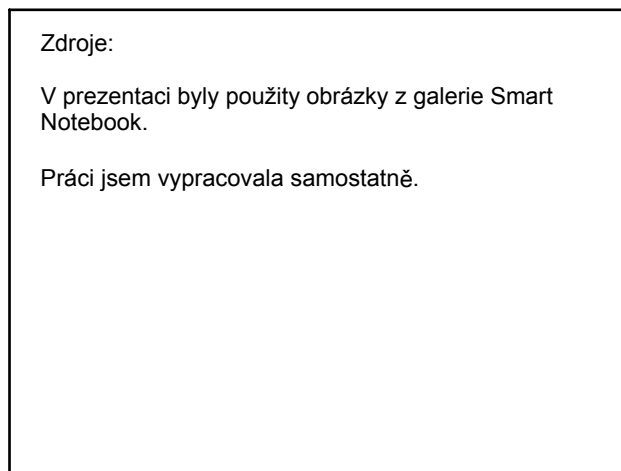 Zdroje:
V prezentaci byly použity obrázky z galerie Smart
Notebook.
Práci jsem vypracovala samostatně.